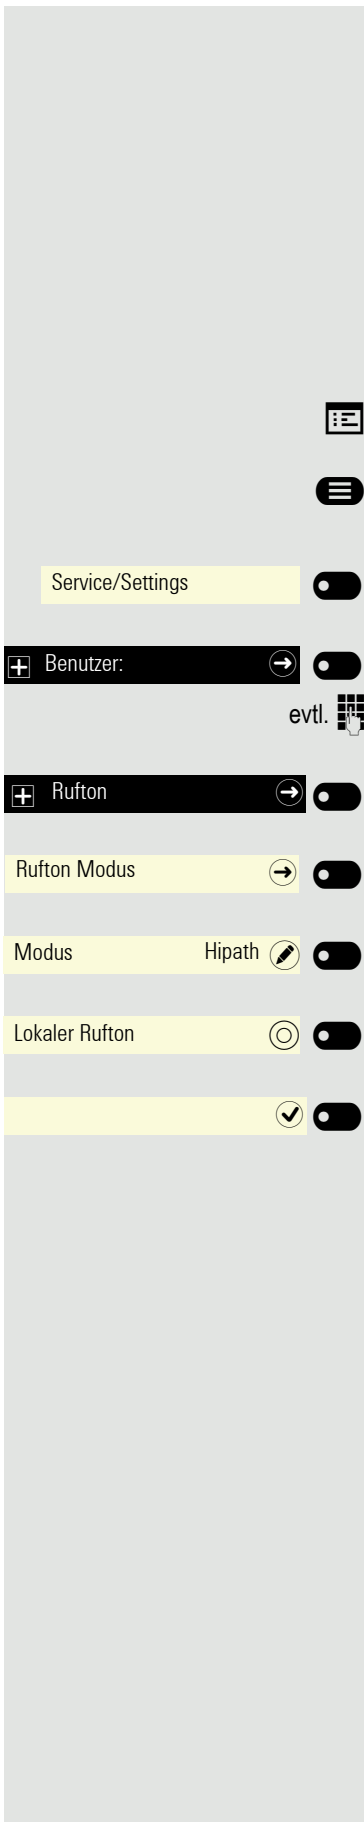 Service/Settings
Benutzer:
evtl.
Rufton
Rufton Modus
Modus Hipath
Lokaler Rufton